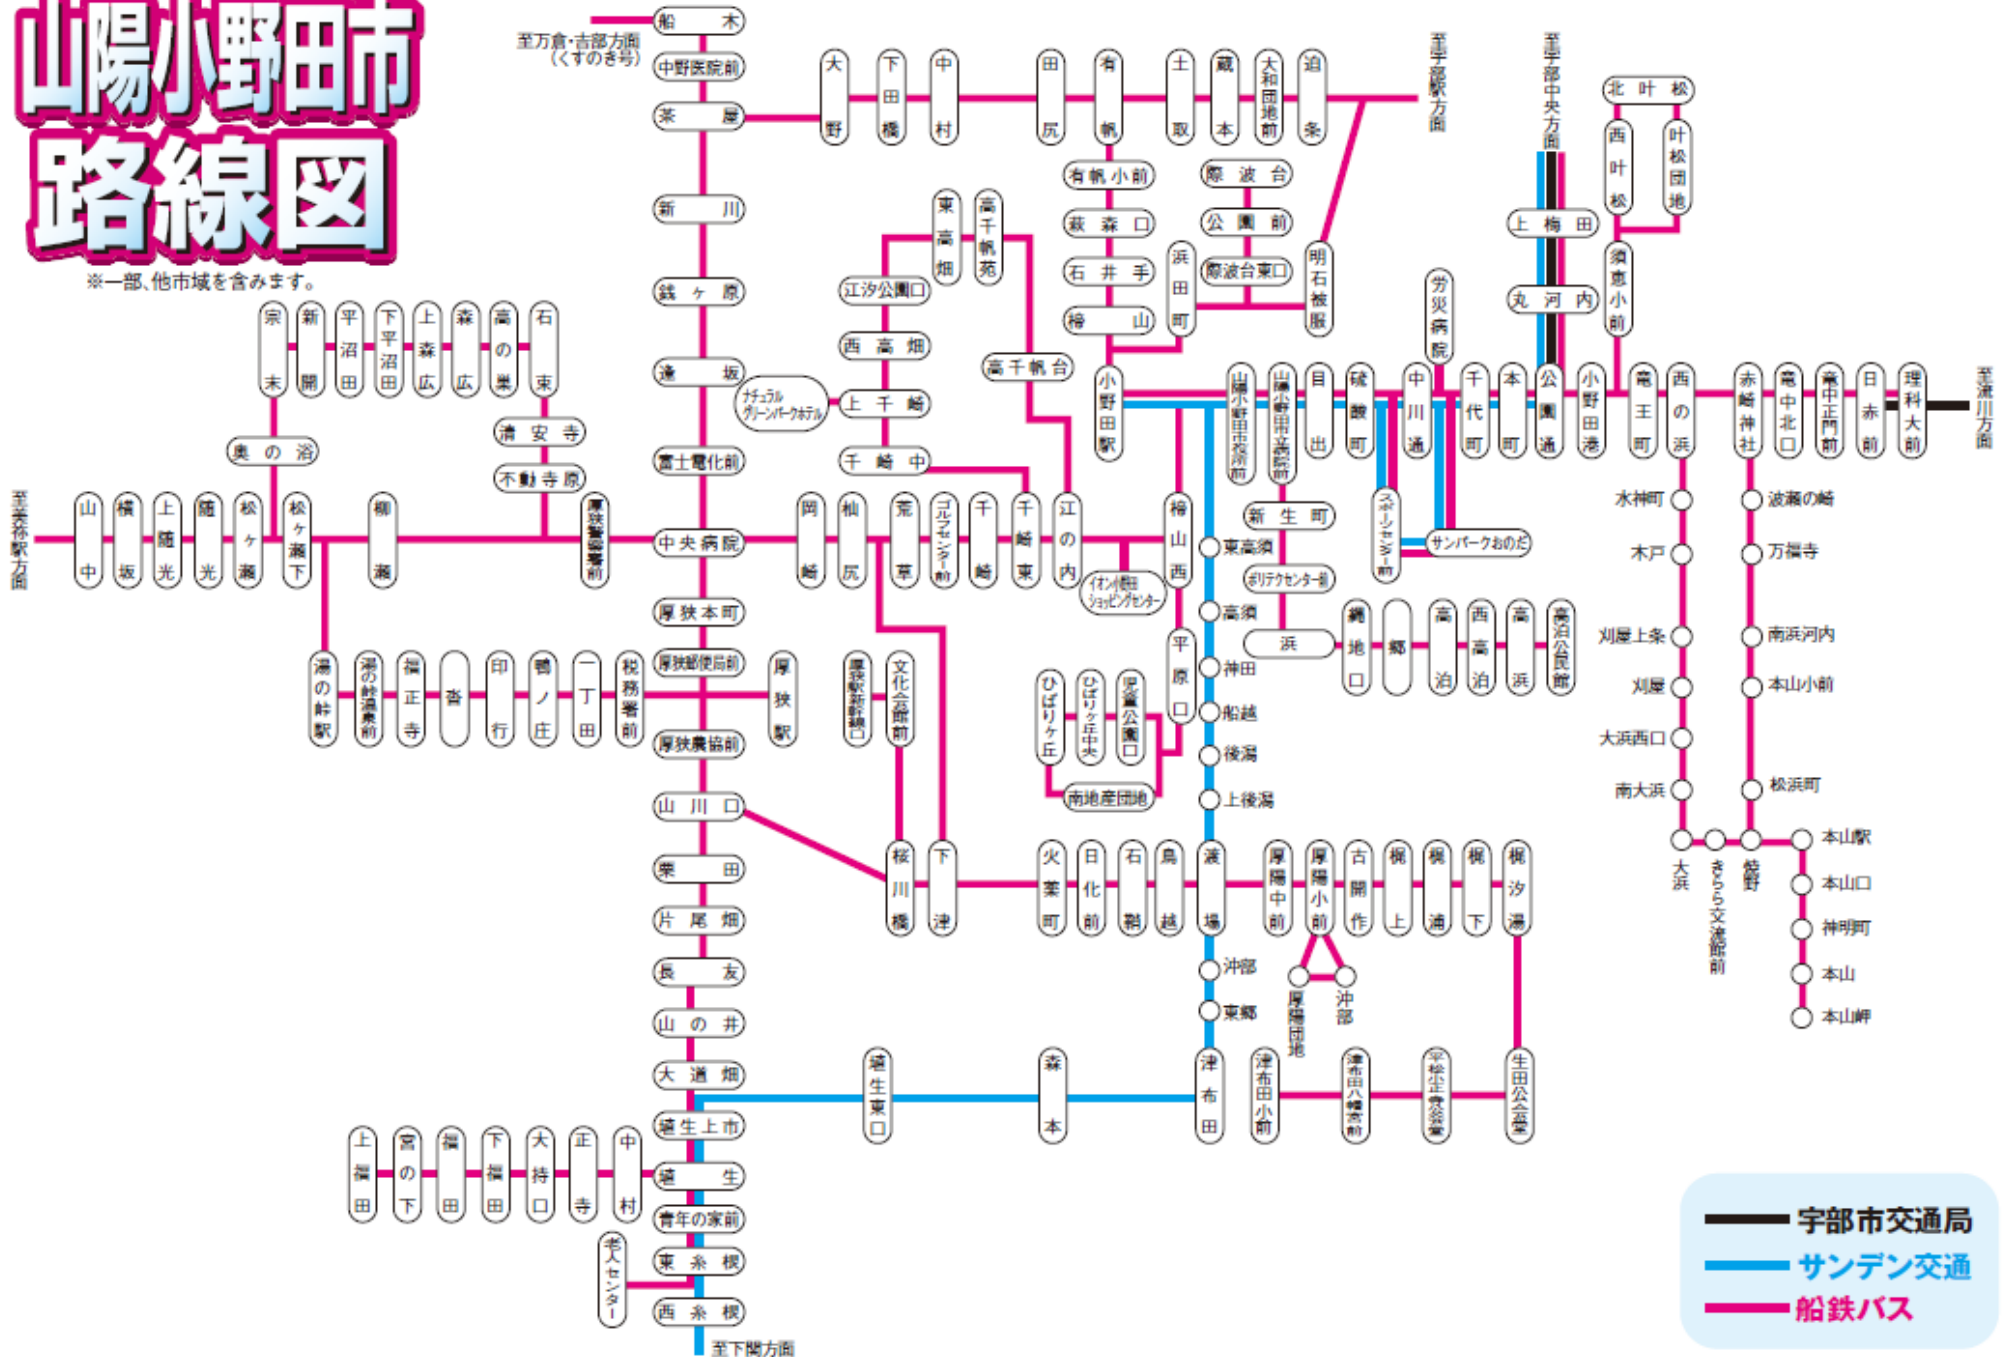 山陽小野田市
路線図
※一部、他市域を含みます。
至万倉・吉部方面
(くすのき号)
船木
中野医院前
茶屋
新川
銭ヶ原
逢坂
富士電化前
中央病院
厚狭本町
厚狭郵便局前
厚狭農協前
山川口
栗田
片尾畑
長友
山の井
大道畑
埴生上市
埴生
青年の家前
東糸根
西糸根
至下関方面
老人センター
大野
下田橋
中村
田尻
有帆
土取
蔵本
大和団地前
迫条
至宇部駅方面
有帆小前
萩森口
石井手
梼山
際波台
公園前
際波台東口
浜田町
明石被服
東高畑
高千帆苑
江汐公園口
西高畑
上千崎
千崎中
ナチュラル
グリーンパークホテル
高千帆台
宗末
新開
平沼田
下平沼田
上森広
森広
高の巣
石東
奥の浴
清安寺
不動寺原
至美祢駅方面
山中
横坂
上随光
随光
松ヶ瀬
松ヶ瀬下
柳瀬
厚狭警察署前
岡崎
杣尻
荒草
ゴルフセンター前
千崎
千崎東
江の内
梼山西
イオン小野田
ショッピングセンター
平原口
湯の峠駅
湯の峠温泉前
福正寺
沓
印行
鴨ノ庄
一丁田
税務署前
厚狭駅
厚狭駅新幹線口
文化会館前
ひばりヶ丘
ひばりヶ丘中央
児童公園口
南地産団地
小野田駅
山陽小野田市役所前
山陽小野田市立病院前
目出
硫酸町
中川通
労災病院
千代町
本町
公園通
小野田港
竜王町
西の浜
赤崎神社
竜中北口
竜中正門前
日赤前
理科大前
至流川方面
至宇部中央方面
上梅田
丸河内
北叶松
西叶松
叶松団地
須恵小前
スポーツセンター前
サンパークおのだ
新生町
ポリテクセンター前
浜
縄地口
郷
高泊
西高泊
高浜
高泊公民館
東高須
高須
神田
船越
後潟
上後潟
水神町
木戸
刈屋上条
刈屋
大浜西口
南大浜
大浜
きらら交流館前
焼野
波瀬の崎
万福寺
南浜河内
本山小前
松浜町
本山駅
本山口
神明町
本山
本山岬
桜川橋
下津
火薬町
日化前
石鞘
鳥越
渡場
厚陽中前
厚陽小前
古開作
梶上
梶浦
梶下
梶汐湯
厚陽団地
沖部
沖部
東郷
埴生東口
森本
津布田
津布田小前
津布田八幡宮前
生田公会堂
上福田
宮の下
福田
下福田
大持口
正寺
中村
宇部市交通局
サンデン交通
船鉄バス